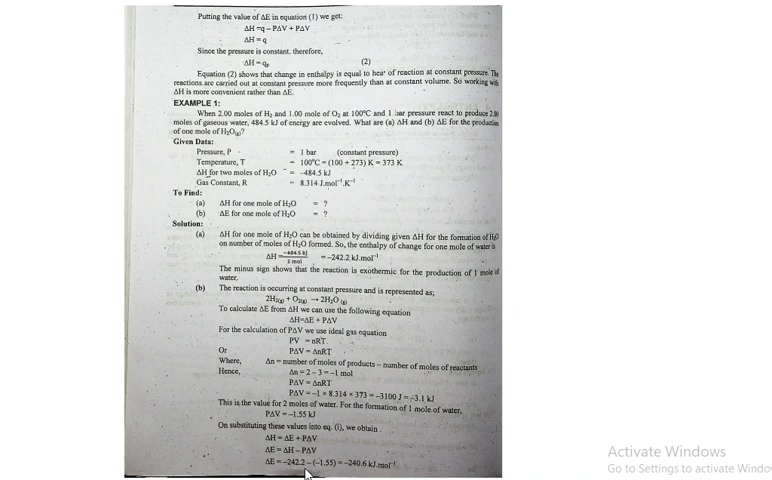 Putting the value of ΔE in equation (1) we get:
ΔH =q – PΔV + PΔV
ΔH = q
Since the pressure is constant, therefore,
ΔH = qₚ (2)
Equation (2) shows that change in enthalpy is equal to heat of reaction at constant pressure. The
reactions are carried out at constant pressure more frequently than at constant volume. So working with
ΔH is more convenient rather than ΔE.
EXAMPLE 1:
When 2.00 moles of H₂ and 1.00 mole of O₂ at 100°C and 1 bar pressure react to produce 2.00
moles of gaseous water, 484.5 kJ of energy are evolved. What are (a) ΔH and (b) ΔE for the production
of one mole of H₂O(g)?
Given Data:
Pressure, P = 1 bar (constant pressure)
Temperature, T = 100°C = (100 + 273) K = 373 K
ΔH for two moles of H₂O = –484.5 kJ
Gas Constant, R = 8.314 J.mol⁻¹.K⁻¹
To Find:
(a) ΔH for one mole of H₂O = ?
(b) ΔE for one mole of H₂O = ?
Solution:
(a) ΔH for one mole of H₂O can be obtained by dividing given ΔH for the formation of H₂O
on number of moles of H₂O formed. So, the enthalpy of change for one mole of water is
ΔH = –484.5 kJ / 2 mol = –242.2 kJ.mol⁻¹
The minus sign shows that the reaction is exothermic for the production of 1 mole of
water.
(b) The reaction is occurring at constant pressure and is represented as;
2H₂(g) + O₂(g) → 2H₂O (g)
To calculate ΔE from ΔH we can use the following equation
ΔH=ΔE + PΔV
For the calculation of PΔV we use ideal gas equation
PV = nRT
Or PΔV = ΔnRT
Where, Δn = number of moles of products – number of moles of reactants
Hence, Δn = 2 – 3 = –1 mol
PΔV = ΔnRT
PΔV = –1 × 8.314 × 373 = –3100 J = –3.1 kJ
This is the value for 2 moles of water. For the formation of 1 mole of water,
PΔV = –1.55 kJ
On substituting these values into eq. (i), we obtain
ΔH = ΔE + PΔV
ΔE = ΔH – PΔV
ΔE = –242.2 – (–1.55) = –240.6 kJ.mol⁻¹
Activate Windows
Go to Settings to activate Windo